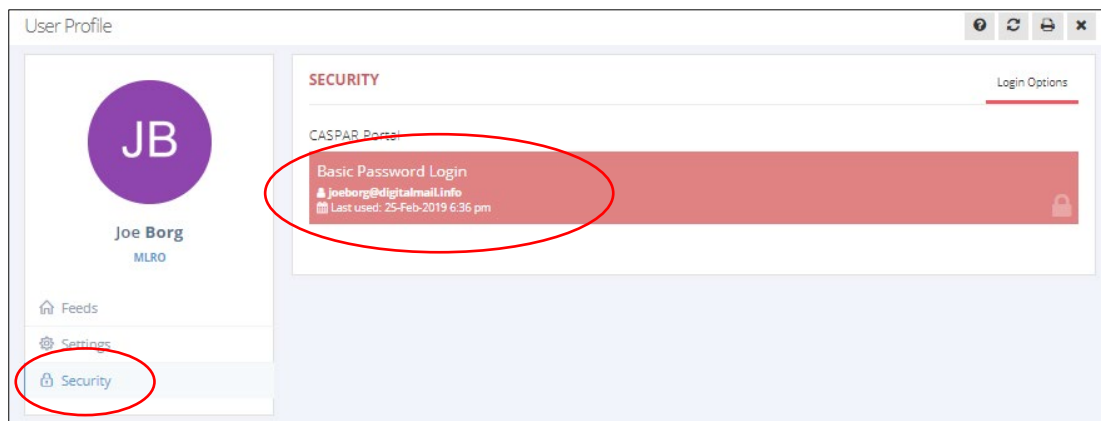 User Profile
JB
Joe Borg
MLRO
Feeds
Settings
Security
SECURITY
Login Options
CASPAR Portal
Basic Password Login
joeborg@digitalmail.info
Last used: 25-Feb-2019 6:36 pm